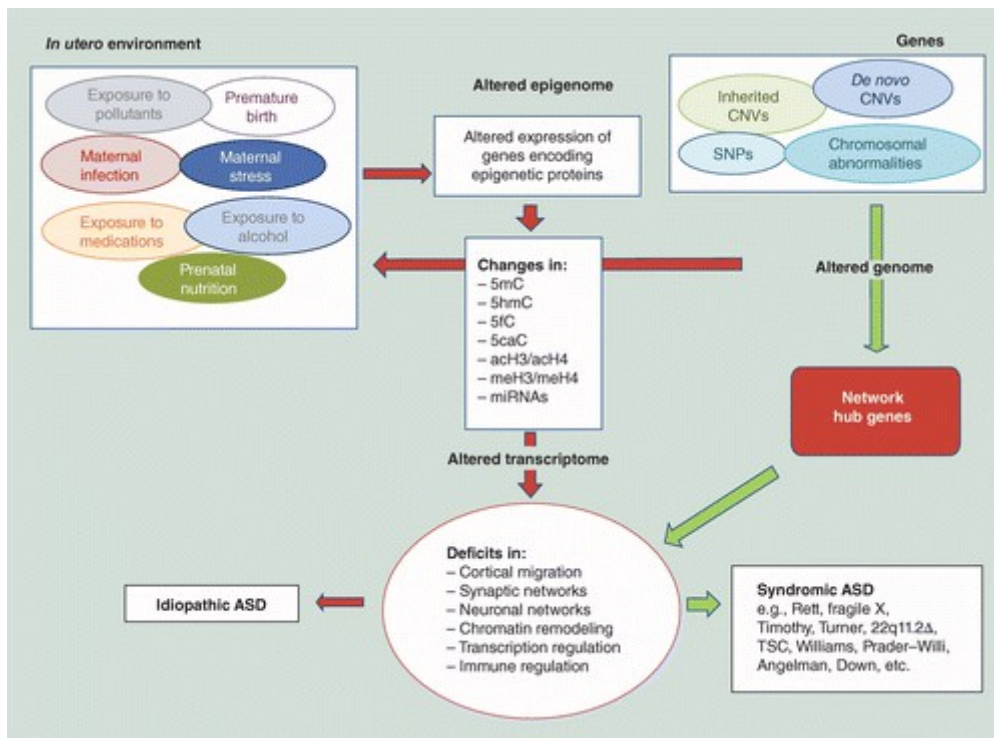 In utero environment
Exposure to
pollutants
Premature
birth
Maternal
infection
Maternal
stress
Exposure to
medications
Exposure to
alcohol
Prenatal
nutrition
Altered epigenome
Altered expression of
genes encoding
epigenetic proteins
Genes
Inherited
CNVs
De novo
CNVs
SNPs
Chromosomal
abnormalities
Changes in:
– 5mC
– 5hmC
– 5fC
– 5caC
– acH3/acH4
– meH3/meH4
– miRNAs
Altered genome
Network
hub genes
Altered transcriptome
Deficits in:
– Cortical migration
– Synaptic networks
– Neuronal networks
– Chromatin remodeling
– Transcription regulation
– Immune regulation
Idiopathic ASD
Syndromic ASD
e.g., Rett, fragile X,
Timothy, Turner, 22q11.2Δ,
TSC, Williams, Prader–Willi,
Angelman, Down, etc.